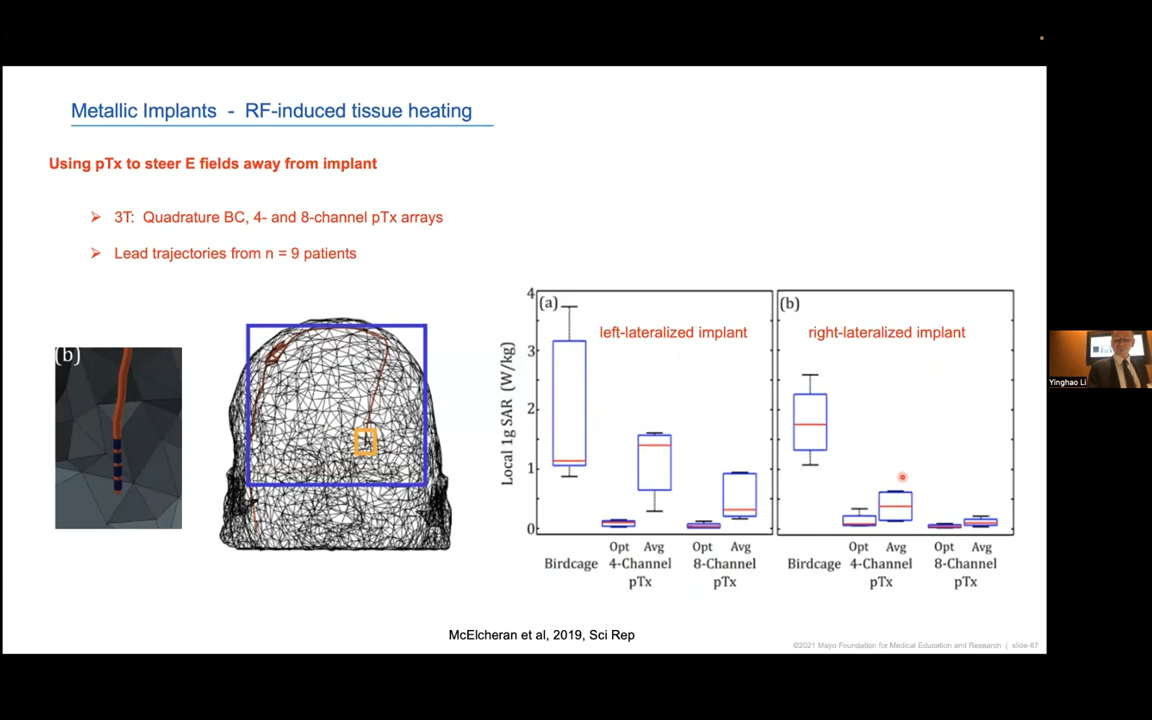 Metallic Implants - RF-induced tissue heating
Using pTx to steer E fields away from implant
➢ 3T: Quadrature BC, 4- and 8-channel pTx arrays
➢ Lead trajectories from n = 9 patients
(b)
Local 1g SAR (W/kg)
4
3
2
1
0
(a)
left-lateralized implant
Opt Avg Opt Avg
Birdcage 4-Channel 8-Channel
pTx pTx
(b)
right-lateralized implant
Opt Avg Opt Avg
Birdcage 4-Channel 8-Channel
pTx pTx
Yinghao Li
McElcheran et al, 2019, Sci Rep
©2021 Mayo Foundation for Medical Education and Research | slide-67